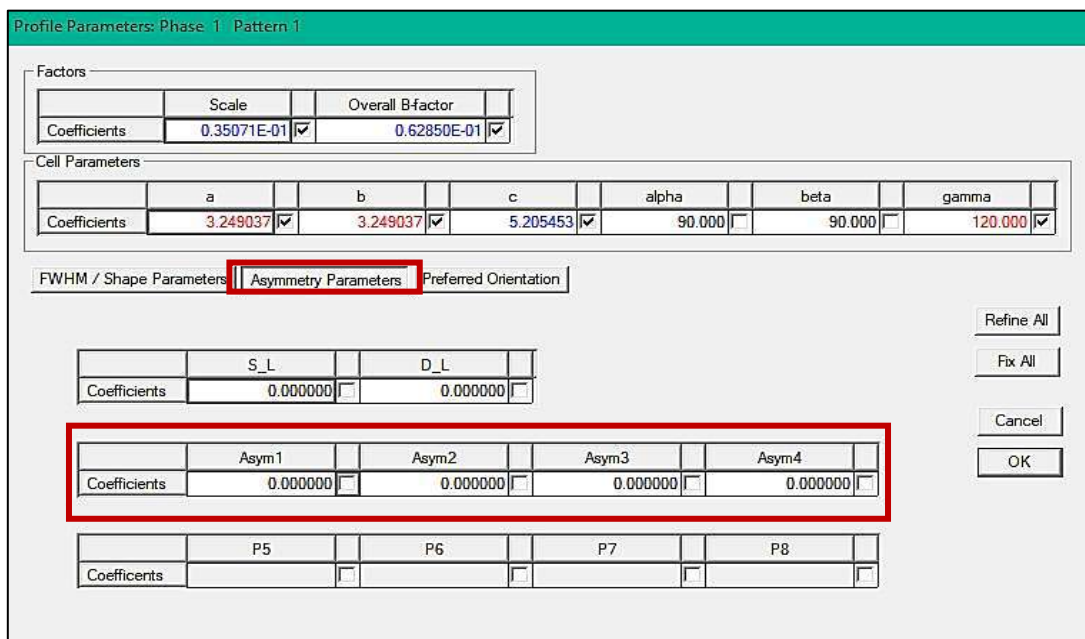 Profile Parameters: Phase 1 Pattern 1
Factors
Scale Overall B-factor
Coefficients 0.35071E-01 0.62850E-01
Cell Parameters
a b c alpha beta gamma
Coefficients 3.249037 3.249037 5.205453 90.000 90.000 120.000
FWHM / Shape Parameters Asymmetry Parameters Preferred Orientation
Refine All
S_L D_L
Fix All
Coefficients 0.000000 0.000000
Cancel
Asym1 Asym2 Asym3 Asym4
OK
Coefficients 0.000000 0.000000 0.000000 0.000000
P5 P6 P7 P8
Coefficents